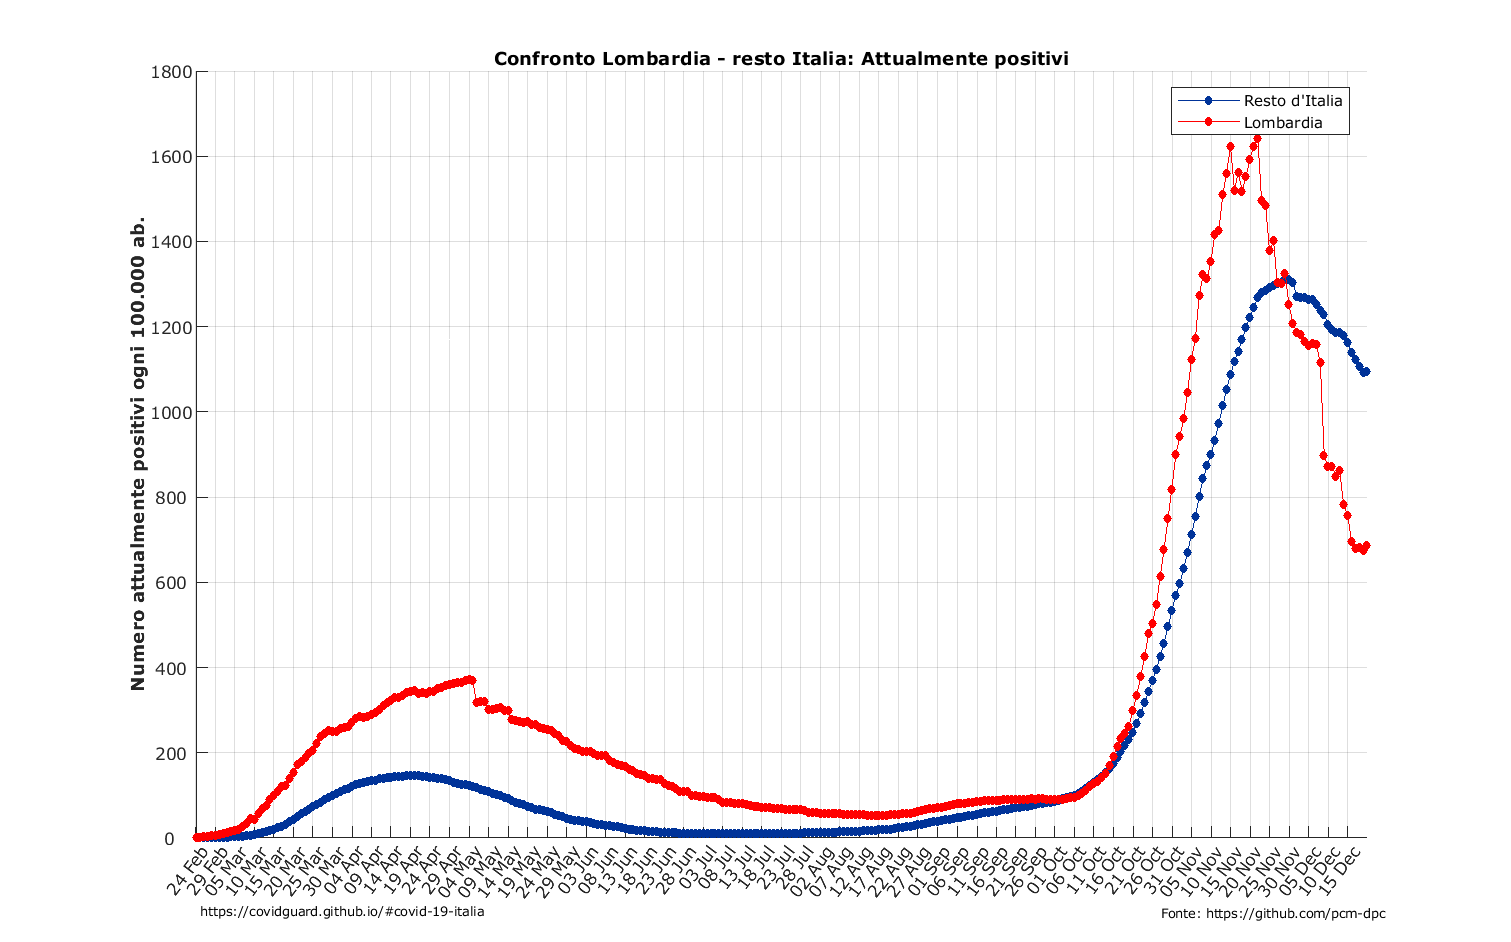 Confronto Lombardia - resto Italia: Attualmente positivi
Resto d'Italia
Lombardia
Numero attualmente positivi ogni 100.000 ab.
1800
1600
1400
1200
1000
800
600
400
200
0
24 Feb
29 Feb
05 Mar
10 Mar
15 Mar
20 Mar
25 Mar
30 Mar
04 Apr
09 Apr
14 Apr
19 Apr
24 Apr
29 Apr
04 May
09 May
14 May
19 May
24 May
29 May
03 Jun
08 Jun
13 Jun
18 Jun
23 Jun
28 Jun
03 Jul
08 Jul
13 Jul
18 Jul
23 Jul
28 Jul
02 Aug
07 Aug
12 Aug
17 Aug
22 Aug
27 Aug
01 Sep
06 Sep
11 Sep
16 Sep
21 Sep
26 Sep
01 Oct
06 Oct
11 Oct
16 Oct
21 Oct
26 Oct
31 Oct
05 Nov
10 Nov
15 Nov
20 Nov
25 Nov
30 Nov
05 Dec
10 Dec
15 Dec
https://covidguard.github.io/#covid-19-italia
Fonte: https://github.com/pcm-dpc